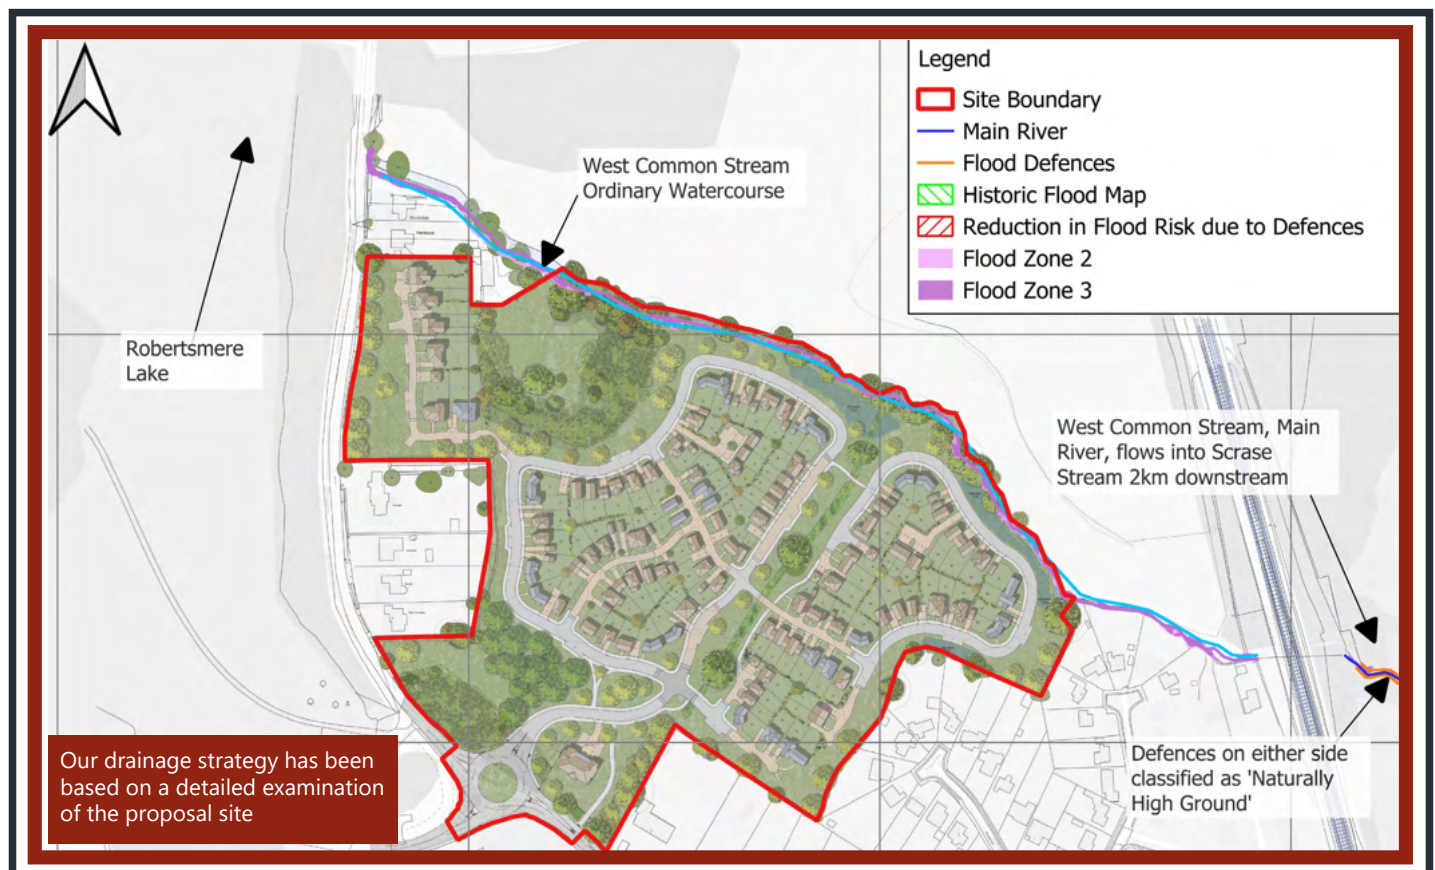 Legend
Site Boundary
Main River
Flood Defences
Historic Flood Map
Reduction in Flood Risk due to Defences
Flood Zone 2
Flood Zone 3
West Common Stream
Ordinary Watercourse
Robertsmere
Lake
West Common Stream, Main
River, flows into Scrase
Stream 2km downstream
Defences on either side
classified as 'Naturally
High Ground'
Our drainage strategy has been
based on a detailed examination
of the proposal site